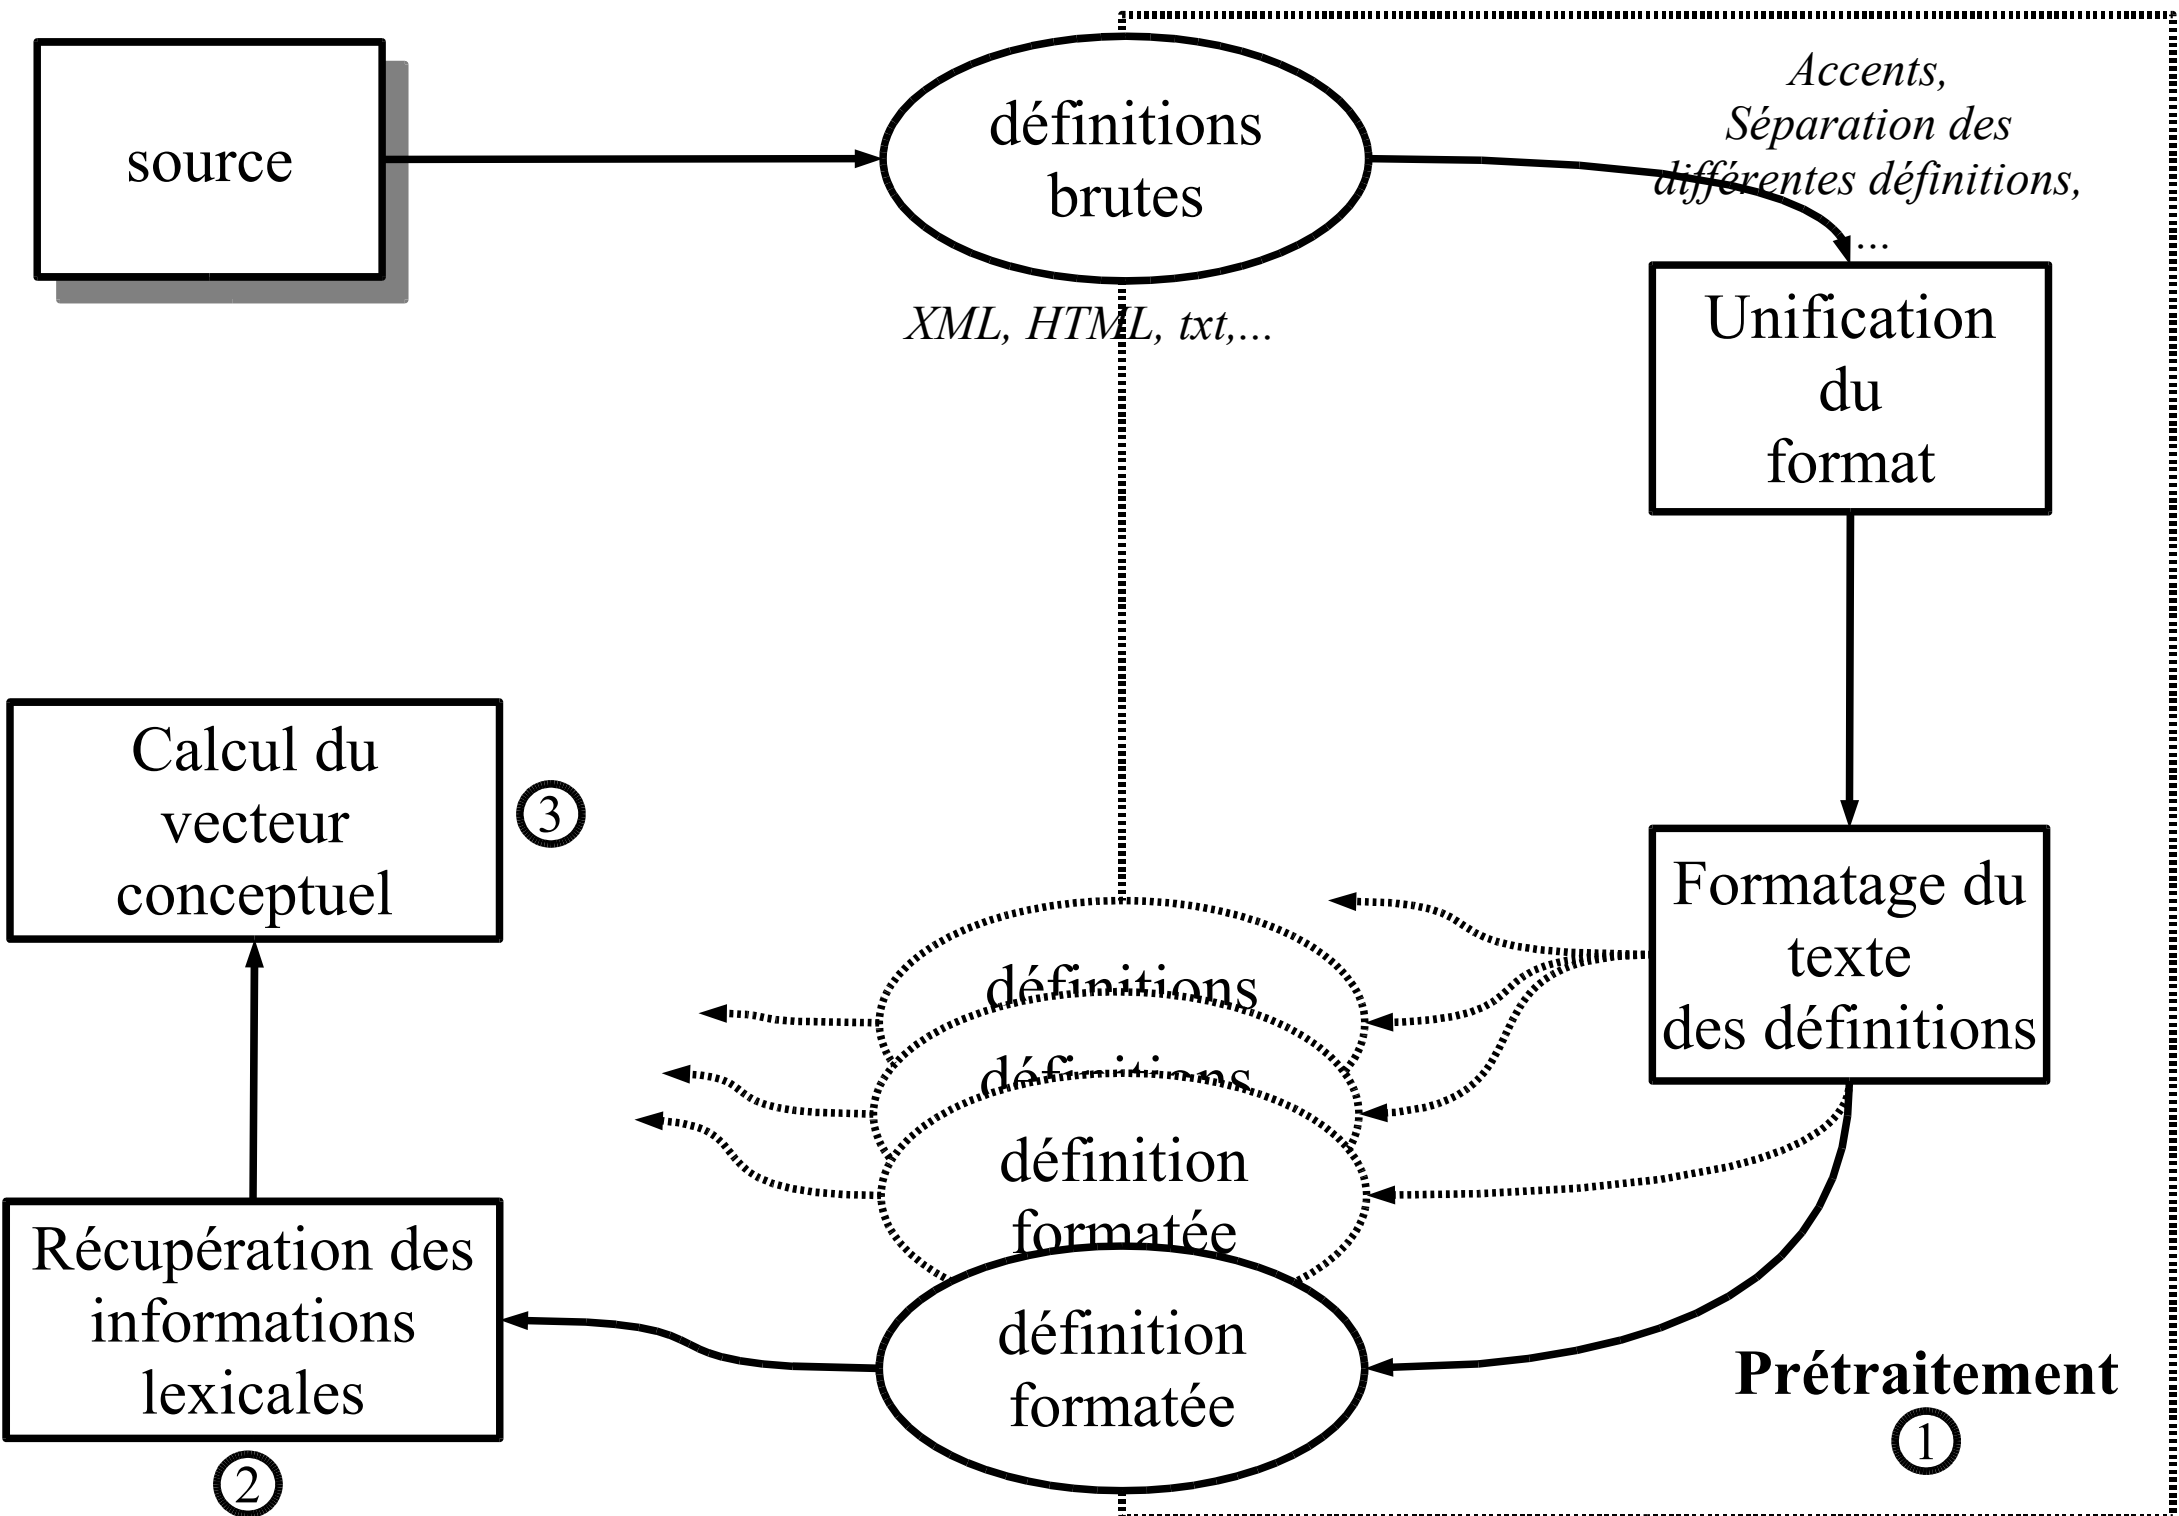 source
définitions
brutes
XML, HTML, txt,...
Accents,
Séparation des
différentes définitions,
...
Unification
du
format
Formatage du
texte
des définitions
définitions
définitions
définition
formatée
définition
formatée
Prétraitement
1
Récupération des
informations
lexicales
2
Calcul du
vecteur
conceptuel
3